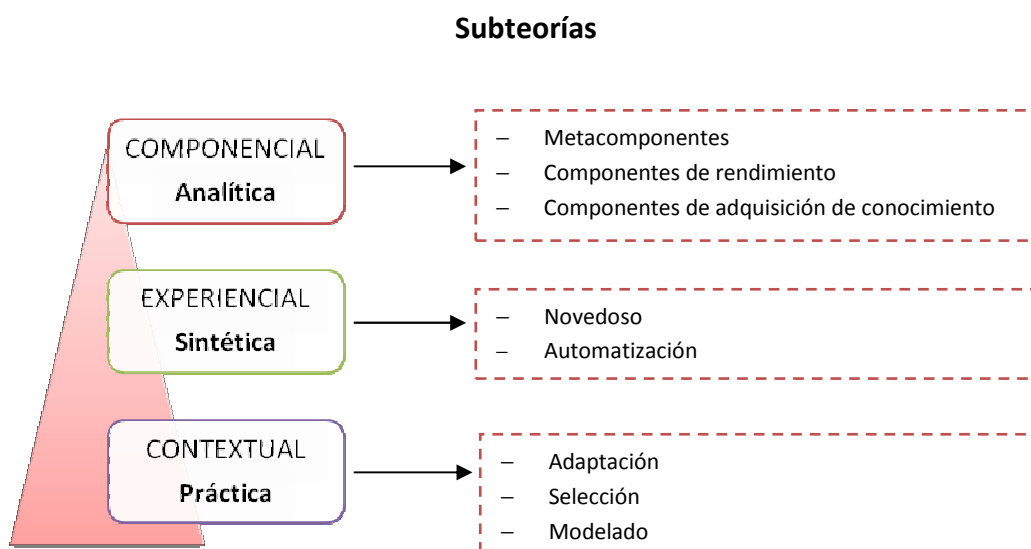 Subteorías
COMPONENCIAL
Analítica
– Metacomponentes
– Componentes de rendimiento
– Componentes de adquisición de conocimiento
EXPERIENCIAL
Sintética
– Novedoso
– Automatización
CONTEXTUAL
Práctica
– Adaptación
– Selección
– Modelado